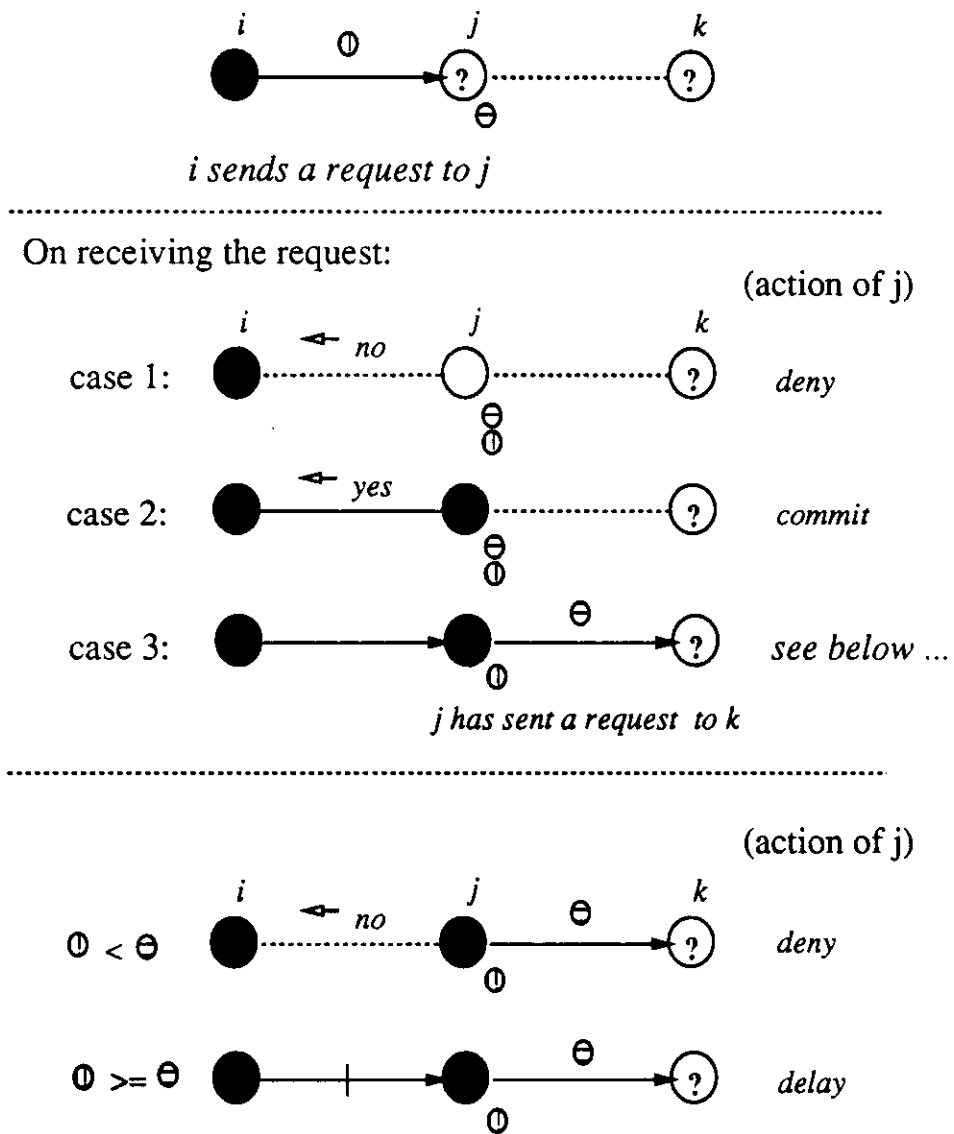 i j k
⦶
? ?
⊖
i sends a request to j
On receiving the request:
(action of j)
i j k
no
case 1: ? deny
⊖
⦶
yes
case 2: ? commit
⊖
⦶
⊖
case 3: ? see below ...
⦶
j has sent a request to k
(action of j)
i j k
no ⊖
⦶ < ⊖ ? deny
⦶
⊖
⦶ >= ⊖ ? delay
⦶